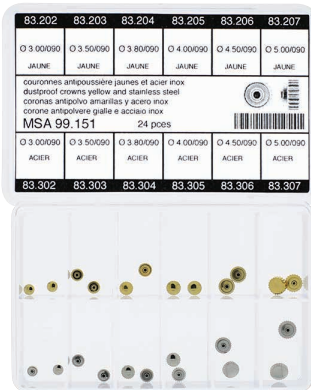 83.202 83.203 83.204 83.205 83.206 83.207
Ø 3.00/090 Ø 3.50/090 Ø 3.80/090 Ø 4.00/090 Ø 4.50/090 Ø 5.00/090
JAUNE JAUNE JAUNE JAUNE JAUNE JAUNE
couronnes antipoussière jaunes et acier inox
dustproof crowns yellow and stainless steel
coronas antipolvo amarillas y acero inox
corone antipolvere gialle e acciaio inox
MSA 99.151 24 pces
Ø 3.00/090 Ø 3.50/090 Ø 3.80/090 Ø 4.00/090 Ø 4.50/090 Ø 5.00/090
ACIER ACIER ACIER ACIER ACIER ACIER
83.302 83.303 83.304 83.305 83.306 83.307